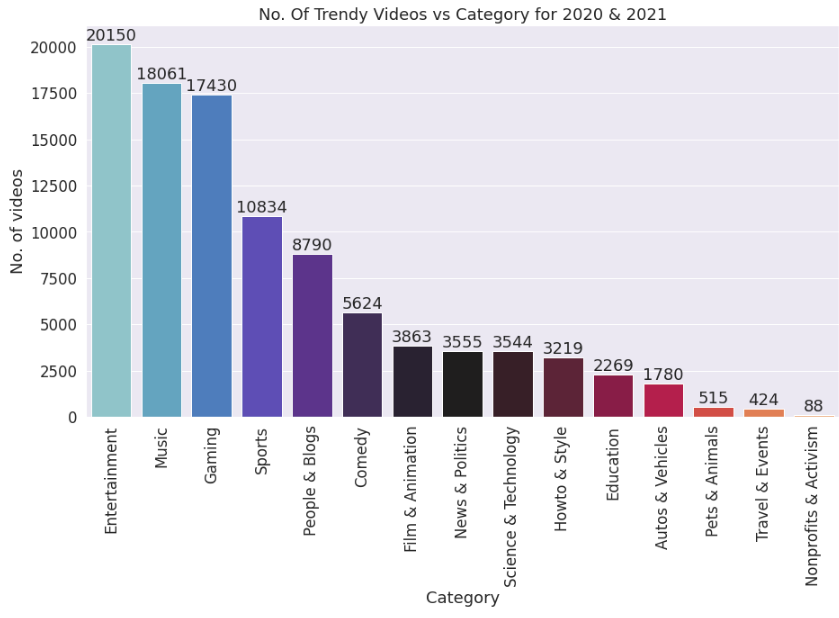 No. Of Trendy Videos vs Category for 2020 & 2021
No. of videos
20000
17500
15000
12500
10000
7500
5000
2500
0
20150
18061
17430
10834
8790
5624
3863
3555
3544
3219
2269
1780
515
424
88
Entertainment
Music
Gaming
Sports
People & Blogs
Comedy
Film & Animation
News & Politics
Science & Technology
Howto & Style
Education
Autos & Vehicles
Pets & Animals
Travel & Events
Nonprofits & Activism
Category